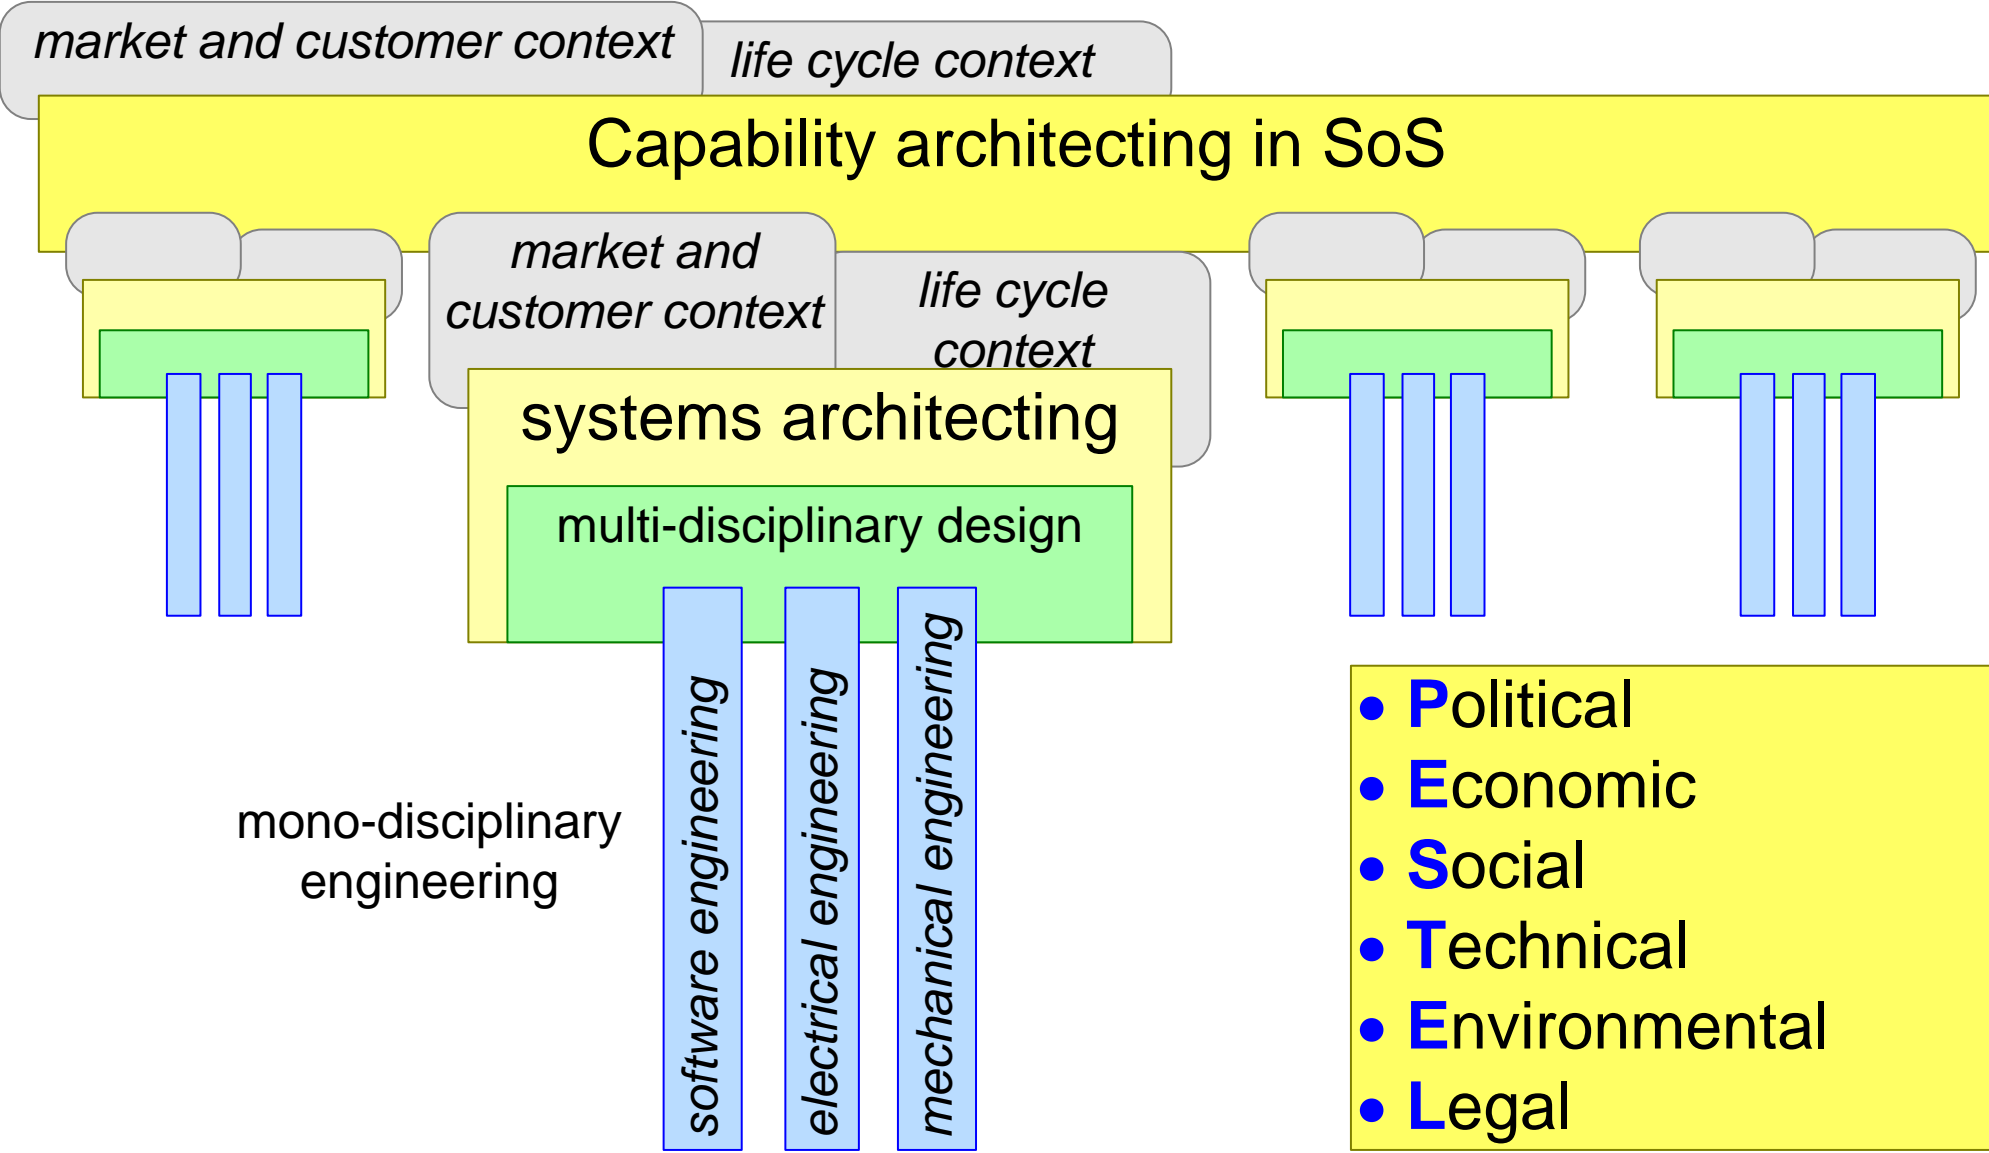 market and customer context
life cycle context
Capability architecting in SoS
market and
customer context
life cycle
context
systems architecting
multi-disciplinary design
mono-disciplinary
engineering
software engineering
electrical engineering
mechanical engineering
• Political
• Economic
• Social
• Technical
• Environmental
• Legal